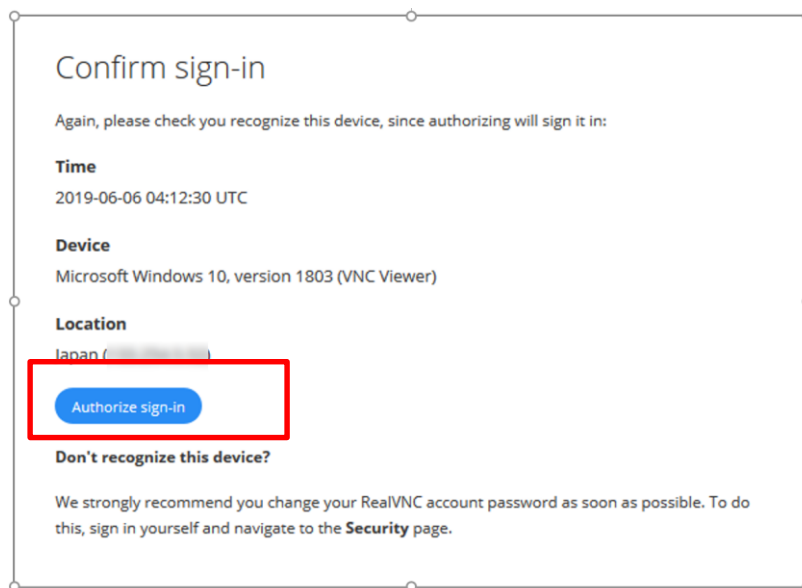 Confirm sign-in
Again, please check you recognize this device, since authorizing will sign it in:
Time
2019-06-06 04:12:30 UTC
Device
Microsoft Windows 10, version 1803 (VNC Viewer)
Location
Japan (
)
Authorize sign-in
Don't recognize this device?
We strongly recommend you change your RealVNC account password as soon as possible. To do
this, sign in yourself and navigate to the Security page.